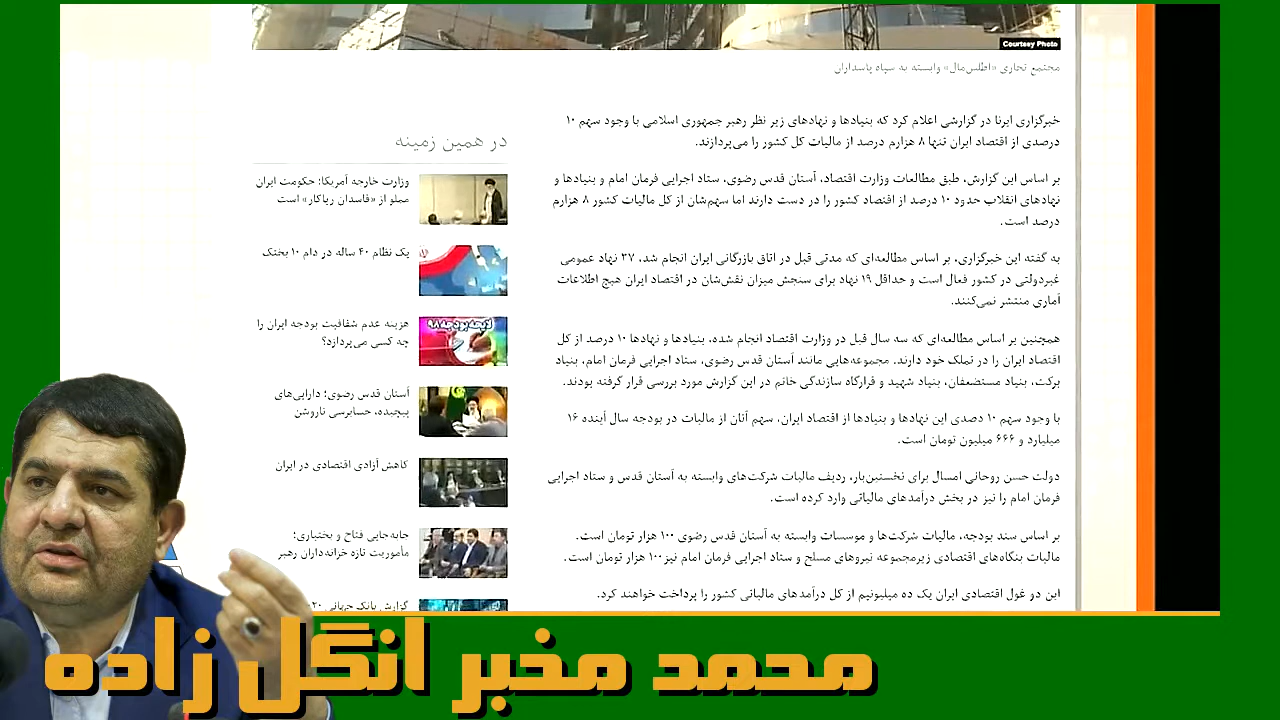 Courtesy Photo
مجتمع تجاری «اطلس‌مال» وابسته به سپاه پاسداران
خبرگزاری ایرنا در گزارشی اعلام کرد که بنیادها و نهادهای زیر نظر رهبر جمهوری اسلامی با وجود سهم ۱۰
درصدی از اقتصاد ایران تنها ۸ هزارم درصد از مالیات کل کشور را می‌پردازند.
بر اساس این گزارش، طبق مطالعات وزارت اقتصاد، آستان قدس رضوی، ستاد اجرایی فرمان امام و بنیادها و
نهادهای انقلاب حدود ۱۰ درصد از اقتصاد کشور را در دست دارند اما سهم‌شان از کل مالیات کشور ۸ هزارم
درصد است.
به گفته این خبرگزاری، بر اساس مطالعه‌ای که مدتی قبل در اتاق بازرگانی ایران انجام شد، ۳۷ نهاد عمومی
غیردولتی در کشور فعال است و حداقل ۱۹ نهاد برای سنجش میزان نقش‌شان در اقتصاد ایران هیچ اطلاعات
آماری منتشر نمی‌کنند.
همچنین بر اساس مطالعه‌ای که سه سال قبل در وزارت اقتصاد انجام شده، بنیادها و نهادها ۱۰ درصد از کل
اقتصاد ایران را در تملک خود دارند. مجموعه‌هایی مانند آستان قدس رضوی، ستاد اجرایی فرمان امام، بنیاد
برکت، بنیاد مستضعفان، بنیاد شهید و قرارگاه سازندگی خاتم در این گزارش مورد بررسی قرار گرفته بودند.
با وجود سهم ۱۰ دصدی این نهادها و بنیادها از اقتصاد ایران، سهم آنان از مالیات در بودجه سال آینده ۱۶
میلیارد و ۶۶۶ میلیون تومان است.
دولت حسن روحانی امسال برای نخستین‌بار، ردیف مالیات شرکت‌های وابسته به آستان قدس و ستاد اجرایی
فرمان امام را نیز در بخش درآمدهای مالیاتی وارد کرده است.
بر اساس سند بودجه، مالیات شرکت‌ها و موسسات وابسته به آستان قدس رضوی ۱۰۰ هزار تومان است.
مالیات بنگاه‌های اقتصادی زیرمجموعه نیروهای مسلح و ستاد اجرایی فرمان امام نیز ۱۰۰ هزار تومان است.
این دو غول اقتصادی ایران یک ده میلیونیم از کل درآمدهای مالیاتی کشور را پرداخت خواهند کرد.
در همین زمینه
وزارت خارجه آمریکا: حکومت ایران
مملو از «فاسدان ریاکار» است
یک نظام ۴۰ ساله در دام ۱۰ بختک
لایحه بودجه ۹۸
هزینه عدم شفافیت بودجه ایران را
چه کسی می‌پردازد؟
آستان قدس رضوی؛ دارایی‌های
پیچیده، حسابرسی ناروشن
کاهش آزادی اقتصادی در ایران
جابه‌جایی فتاح و بختیاری؛
مأموریت تازه خزانه‌داران رهبر
گزارش بانک جهانی
محمد مخبر انگل زاده